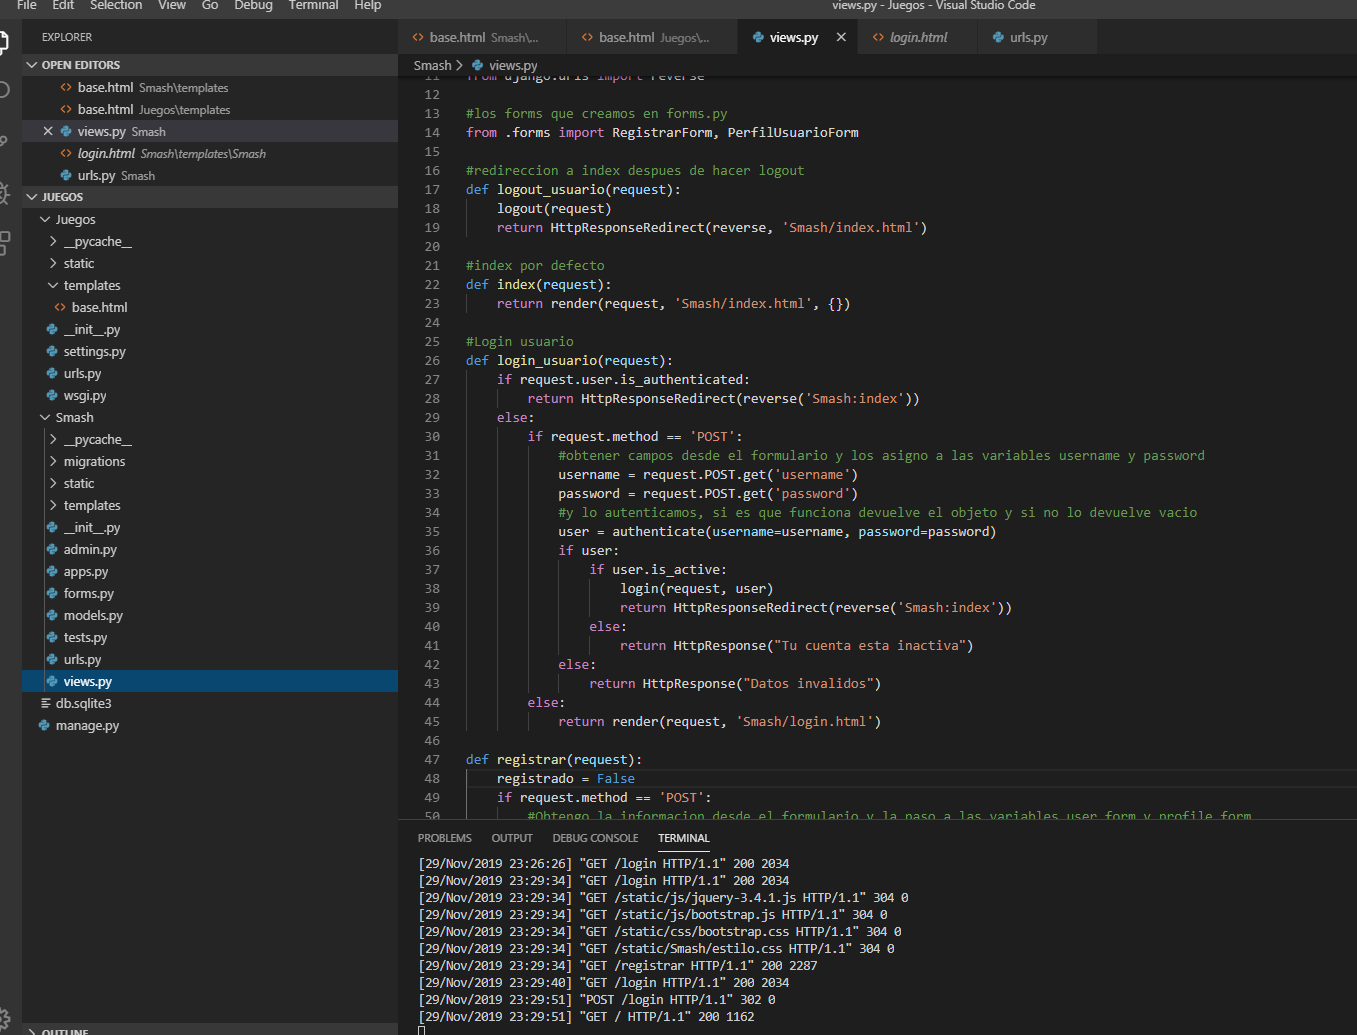 File Edit Selection View Go Debug Terminal Help
views.py - Juegos - Visual Studio Code
EXPLORER
OPEN EDITORS
base.html Smash\templates
base.html Juegos\templates
views.py Smash
login.html Smash\templates\Smash
urls.py Smash
JUEGOS
Juegos
__pycache__
static
templates
base.html
__init__.py
settings.py
urls.py
wsgi.py
Smash
__pycache__
migrations
static
templates
__init__.py
admin.py
apps.py
forms.py
models.py
tests.py
urls.py
views.py
db.sqlite3
manage.py
OUTLINE
base.html Smash\...
base.html Juegos\...
views.py
login.html
urls.py
Smash > views.py
11 from django.urls import reverse
12
13 #los forms que creamos en forms.py
14 from .forms import RegistrarForm, PerfilUsuarioForm
15
16 #redireccion a index despues de hacer logout
17 def logout_usuario(request):
18     logout(request)
19     return HttpResponseRedirect(reverse, 'Smash/index.html')
20
21 #index por defecto
22 def index(request):
23     return render(request, 'Smash/index.html', {})
24
25 #Login usuario
26 def login_usuario(request):
27     if request.user.is_authenticated:
28         return HttpResponseRedirect(reverse('Smash:index'))
29     else:
30         if request.method == 'POST':
31             #obtener campos desde el formulario y los asigno a las variables username y password
32             username = request.POST.get('username')
33             password = request.POST.get('password')
34             #y lo autenticamos, si es que funciona devuelve el objeto y si no lo devuelve vacio
35             user = authenticate(username=username, password=password)
36             if user:
37                 if user.is_active:
38                     login(request, user)
39                     return HttpResponseRedirect(reverse('Smash:index'))
40                 else:
41                     return HttpResponse("Tu cuenta esta inactiva")
42             else:
43                 return HttpResponse("Datos invalidos")
44         else:
45             return render(request, 'Smash/login.html')
46
47 def registrar(request):
48     registrado = False
49     if request.method == 'POST':
50         #Obtengo la informacion desde el formulario y la paso a las variables user_form y profile_form
PROBLEMS OUTPUT DEBUG CONSOLE TERMINAL
[29/Nov/2019 23:26:26] "GET /login HTTP/1.1" 200 2034
[29/Nov/2019 23:29:34] "GET /login HTTP/1.1" 200 2034
[29/Nov/2019 23:29:34] "GET /static/js/jquery-3.4.1.js HTTP/1.1" 304 0
[29/Nov/2019 23:29:34] "GET /static/js/bootstrap.js HTTP/1.1" 304 0
[29/Nov/2019 23:29:34] "GET /static/css/bootstrap.css HTTP/1.1" 304 0
[29/Nov/2019 23:29:34] "GET /static/Smash/estilo.css HTTP/1.1" 304 0
[29/Nov/2019 23:29:34] "GET /registrar HTTP/1.1" 200 2287
[29/Nov/2019 23:29:40] "GET /login HTTP/1.1" 200 2034
[29/Nov/2019 23:29:51] "POST /login HTTP/1.1" 302 0
[29/Nov/2019 23:29:51] "GET / HTTP/1.1" 200 1162